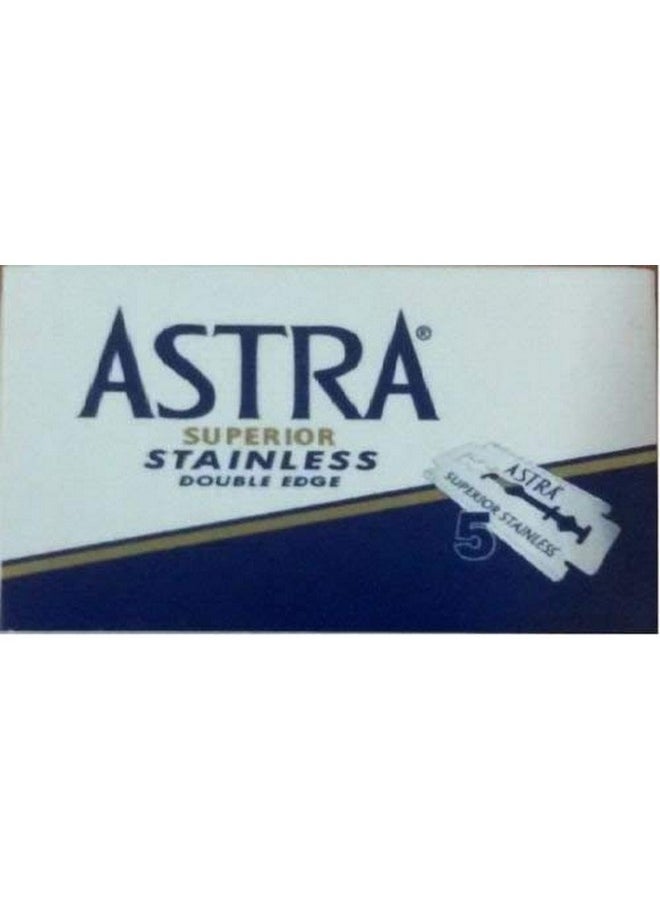 ASTRA®
SUPERIOR
STAINLESS
DOUBLE EDGE
ASTRA
SUPERIOR STAINLESS
5